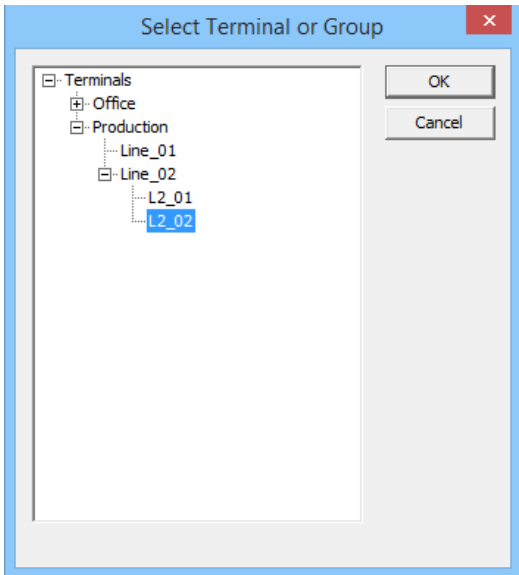 Select Terminal or Group
Terminals
OK
Office
Cancel
Production
Line_01
Line_02
L2_01
L2_02